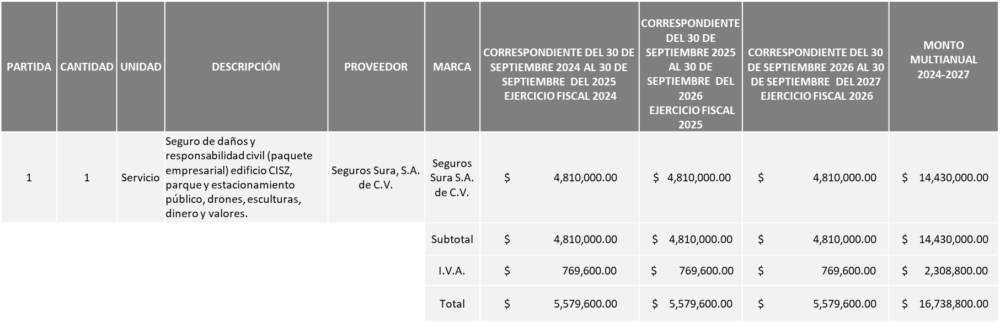 PARTIDA
CANTIDAD
UNIDAD
DESCRIPCIÓN
PROVEEDOR
MARCA
CORRESPONDIENTE DEL 30 DE
SEPTIEMBRE 2024 AL 30 DE
SEPTIEMBRE DEL 2025
EJERCICIO FISCAL 2024
CORRESPONDIENTE
DEL 30 DE
SEPTIEMBRE 2025
AL 30 DE
SEPTIEMBRE DEL
2026
EJERCICIO FISCAL
2025
CORRESPONDIENTE DEL 30
DE SEPTIEMBRE 2026 AL 30
DE SEPTIEMBRE DEL 2027
EJERCICIO FISCAL 2026
MONTO
MULTIANUAL
2024-2027
1
1
Servicio
Seguro de daños y
responsabilidad civil (paquete
empresarial) edificio CISZ,
parque y estacionamiento
público, drones, esculturas,
dinero y valores.
Seguros Sura, S.A.
de C.V.
Seguros
Sura S.A.
de C.V.
$ 4,810,000.00
$ 4,810,000.00
$ 4,810,000.00
$ 14,430,000.00
Subtotal
$ 4,810,000.00
$ 4,810,000.00
$ 4,810,000.00
$ 14,430,000.00
I.V.A.
$ 769,600.00
$ 769,600.00
$ 769,600.00
$ 2,308,800.00
Total
$ 5,579,600.00
$ 5,579,600.00
$ 5,579,600.00
$ 16,738,800.00